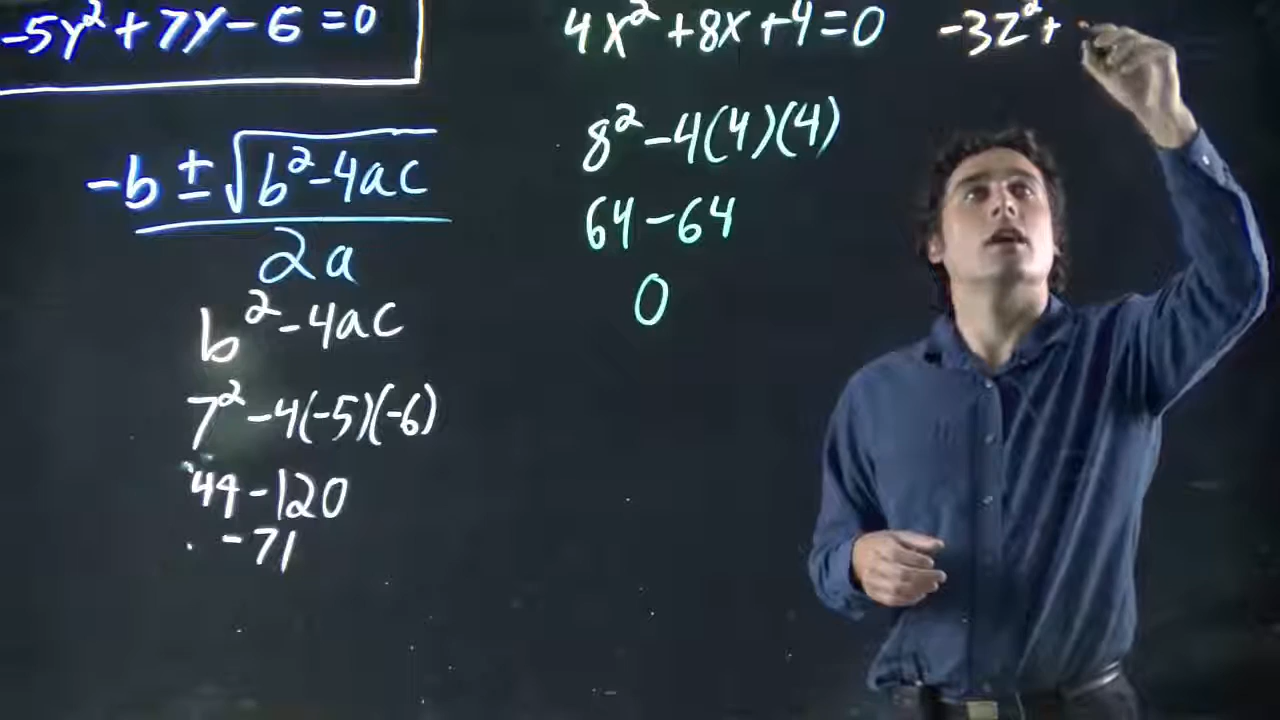 -5y² + 7y - 6 = 0
-b ± √b²-4ac
2a
b²-4ac
7²-4(-5)(-6)
49-120
-71
4x²+8x+4=0
8²-4(4)(4)
64-64
0
-3z²+